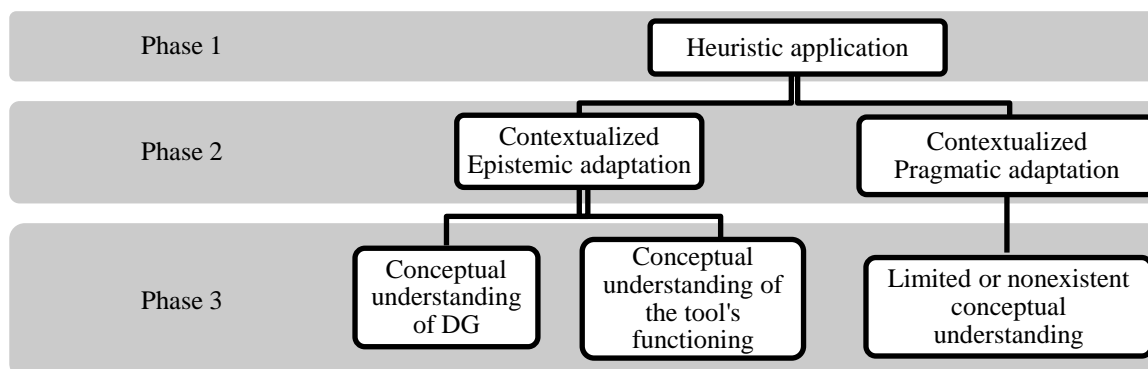 Phase 1
Heuristic application
Phase 2
Contextualized
Epistemic adaptation
Contextualized
Pragmatic adaptation
Phase 3
Conceptual
understanding
of DG
Conceptual
understanding of
the tool's
functioning
Limited or nonexistent
conceptual
understanding